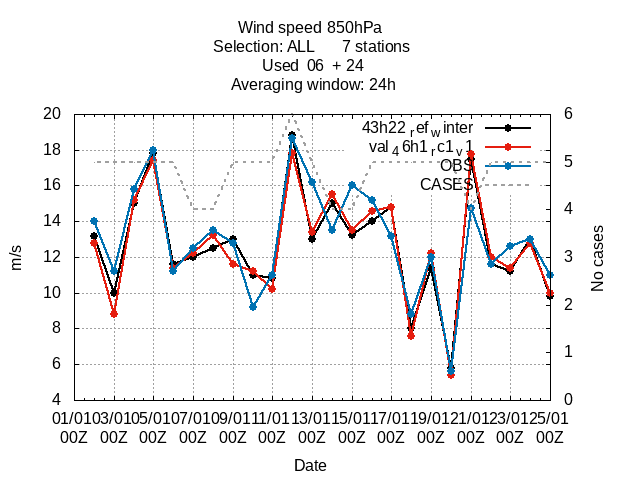 Wind speed 850hPa
Selection: ALL 7 stations
Used 06 + 24
Averaging window: 24h
20 6
43h22refwinter
val46h1rc1v1
18
OBS 5
16
CASES
14 4
m/s
12 3
No cases
10
2
8
6 1
4 0
01/01 03/01 05/01 07/01 09/01 11/01 13/01 15/01 17/01 19/01 21/01 23/01 25/01
00Z 00Z 00Z 00Z 00Z 00Z 00Z 00Z 00Z 00Z 00Z 00Z 00Z
Date